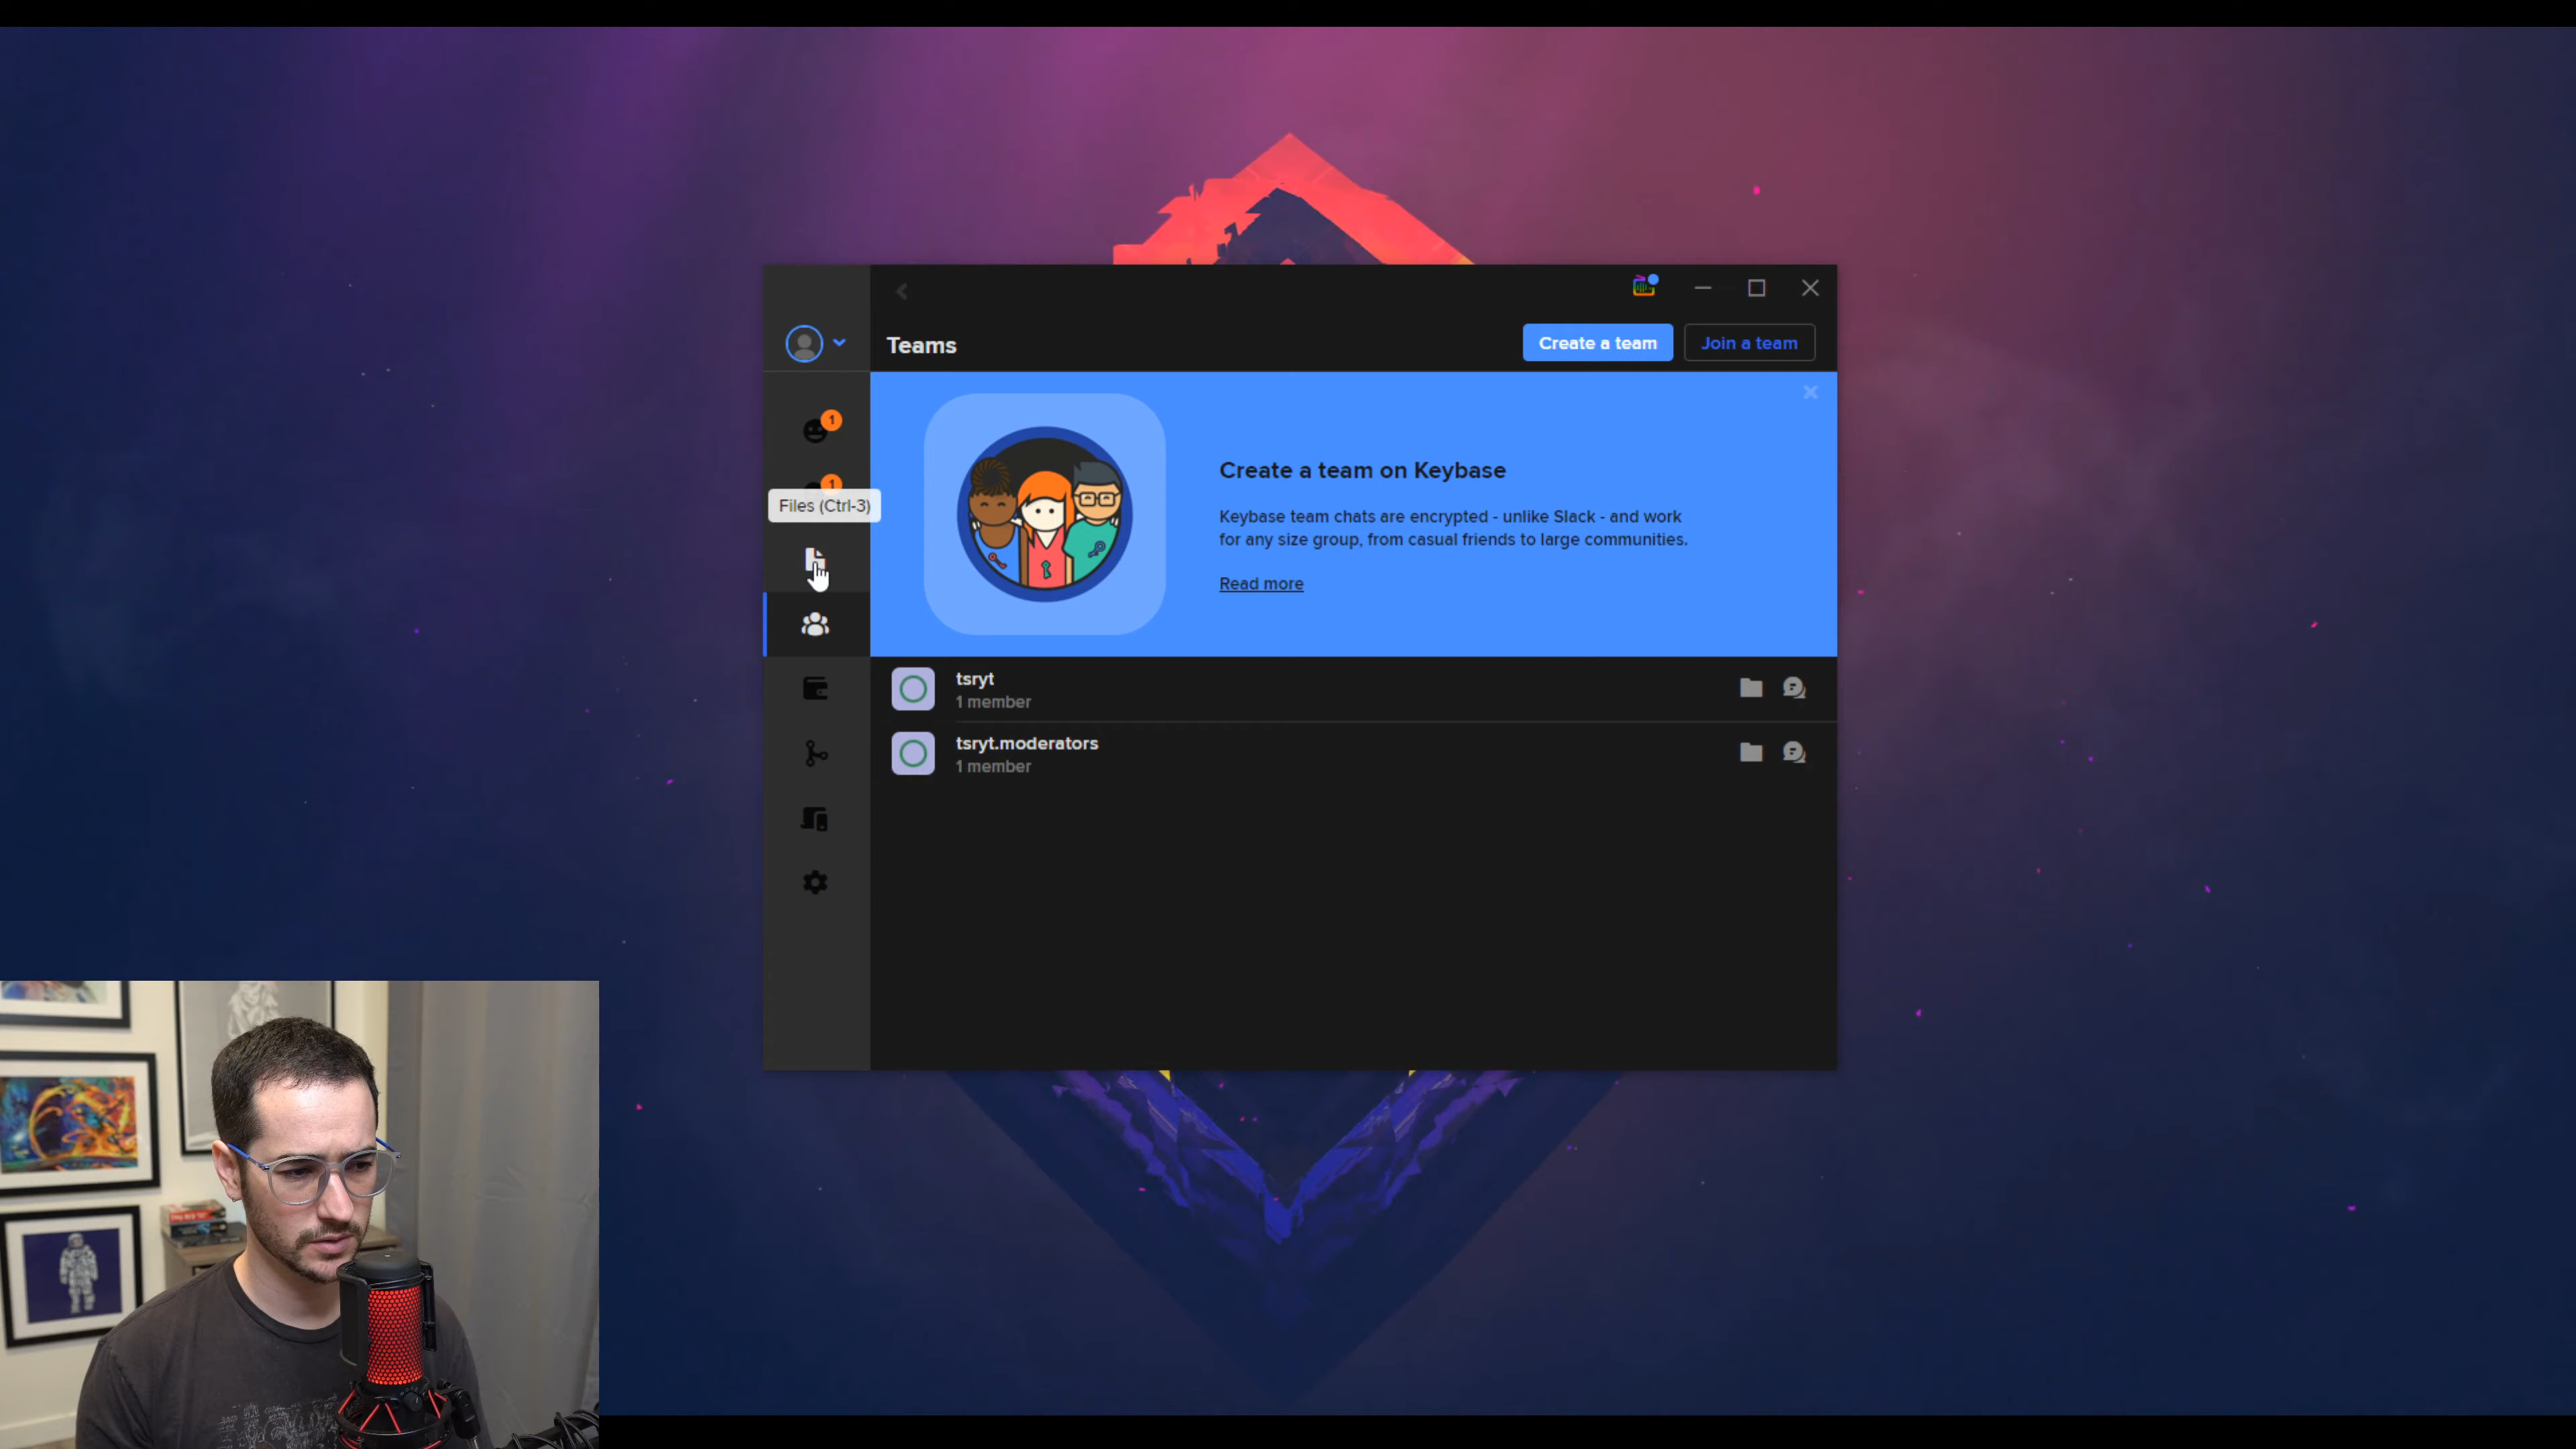 Teams
Create a team
Join a team
1
1
Files (Ctrl-3)
Create a team on Keybase
Keybase team chats are encrypted - unlike Slack - and work
for any size group, from casual friends to large communities.
Read more
tsryt
1 member
tsryt.moderators
1 member